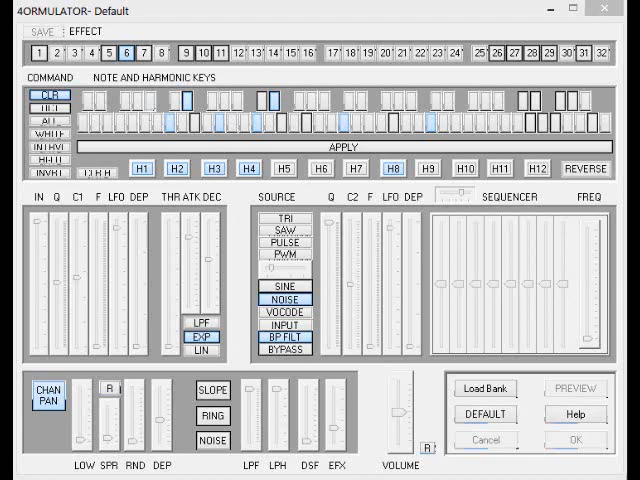 4ORMULATOR- Default
SAVE EFFECT
1 2 3 4 5 6 7 8 9 10 11 12 13 14 15 16 17 18 19 20 21 22 23 24 25 26 27 28 29 30 31 32
COMMAND NOTE AND HARMONIC KEYS
CLR
WHITE
APPLY
H1 H2 H3 H4 H5 H6 H7 H8 H9 H10 H11 H12 REVERSE
IN Q C1 F LFO DEP THR ATK DEC SOURCE Q C2 F LFO DEP SEQUENCER FREQ
TRI
SAW
PULSE
PWM
SINE
NOISE
VOCODE
INPUT
BP FILT
BYPASS
LPF
EXP
LIN
CHAN PAN
R
SLOPE
RING
NOISE
LOW SPR RND DEP LPF LPH DSF EFX VOLUME
R
Load Bank PREVIEW
DEFAULT Help
Cancel OK